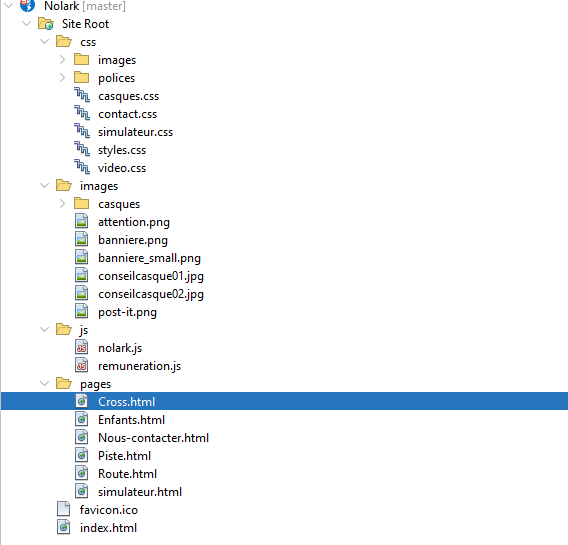 Nolark [master]
Site Root
css
images
polices
casques.css
contact.css
simulateur.css
styles.css
video.css
images
casques
attention.png
banniere.png
banniere_small.png
conseilcasque01.jpg
conseilcasque02.jpg
post-it.png
js
nolark.js
remuneration.js
pages
Cross.html
Enfants.html
Nous-contacter.html
Piste.html
Route.html
simulateur.html
favicon.ico
index.html